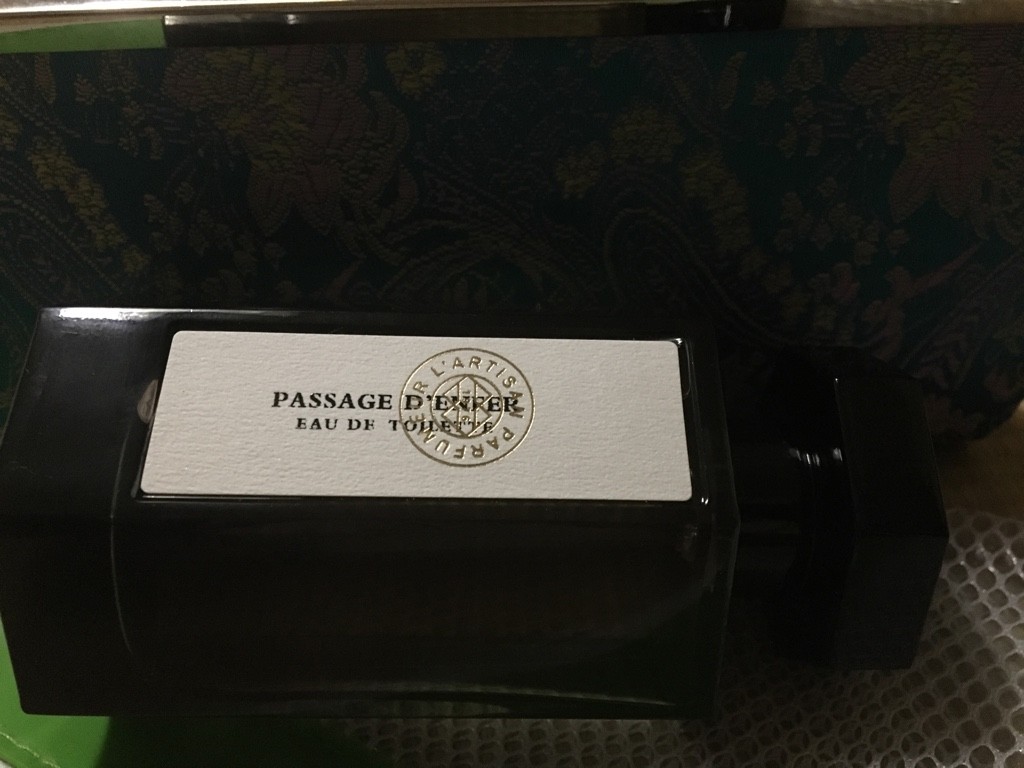 PASSAGE D'ENFER
EAU DE TOILETTE
L'ARTISAN PARFUMEUR